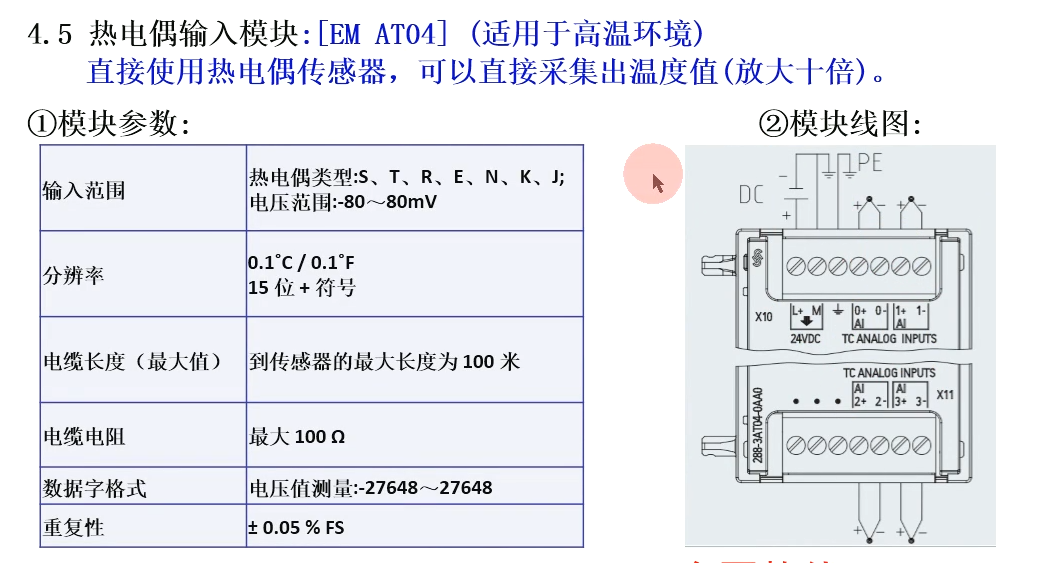 4.5 热电偶输入模块:[EM AT04] (适用于高温环境)
直接使用热电偶传感器，可以直接采集出温度值(放大十倍)。
①模块参数:
输入范围
热电偶类型:S、T、R、E、N、K、J;
电压范围:-80～80mV
分辨率
0.1°C / 0.1°F
15 位 + 符号
电缆长度（最大值）
到传感器的最大长度为 100 米
电缆电阻
最大 100 Ω
数据字格式
电压值测量:-27648～27648
重复性
± 0.05 % FS
②模块线图:
PE
DC
-
+
+ - + -
X10
L+ M 0+ 0- 1+ 1-
AI AI
24VDC TC ANALOG INPUTS
TC ANALOG INPUTS
AI AI
2+ 2- 3+ 3-
X11
288-3AT04-0AA0
+ - + -